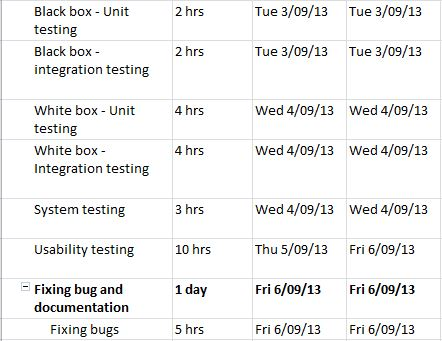 Black box - Unit testing 2 hrs Tue 3/09/13 Tue 3/09/13
Black box - integration testing 2 hrs Tue 3/09/13 Tue 3/09/13
White box - Unit testing 4 hrs Wed 4/09/13 Wed 4/09/13
White box - Integration testing 4 hrs Wed 4/09/13 Wed 4/09/13
System testing 3 hrs Wed 4/09/13 Wed 4/09/13
Usability testing 10 hrs Thu 5/09/13 Fri 6/09/13
Fixing bug and documentation 1 day Fri 6/09/13 Fri 6/09/13
Fixing bugs 5 hrs Fri 6/09/13 Fri 6/09/13